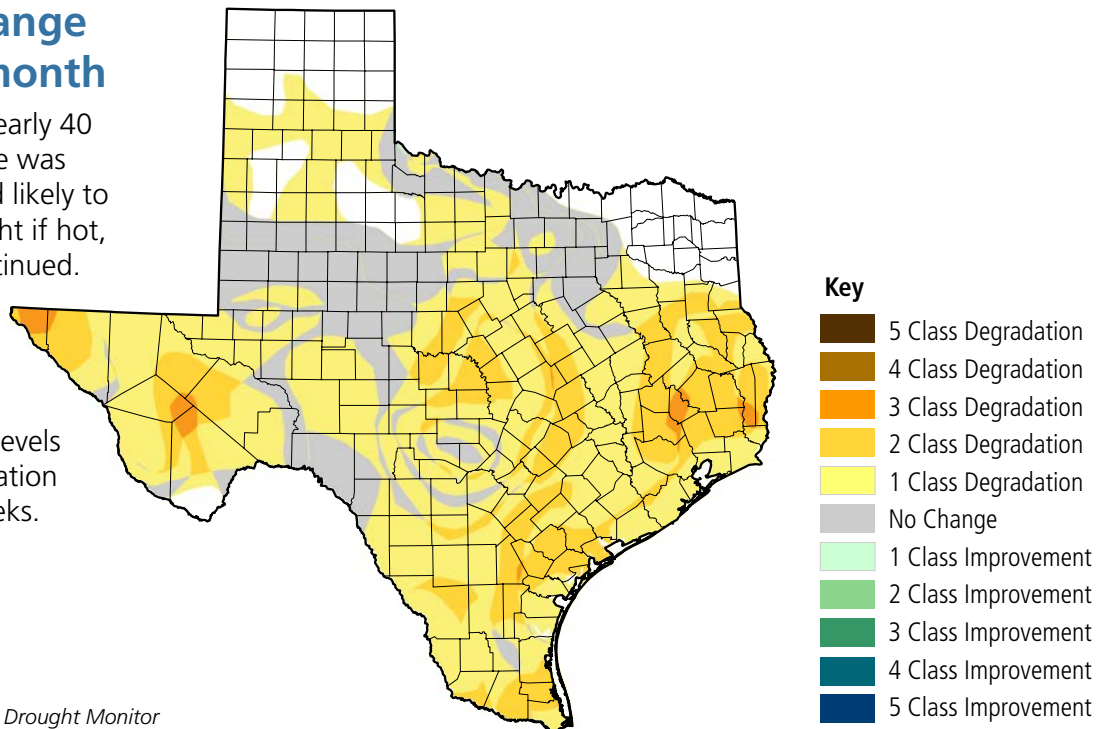 ange
month
early 40
e was
d likely to
ht if hot,
tinued.
evels
ation
eks.
Drought Monitor
Key
5 Class Degradation
4 Class Degradation
3 Class Degradation
2 Class Degradation
1 Class Degradation
No Change
1 Class Improvement
2 Class Improvement
3 Class Improvement
4 Class Improvement
5 Class Improvement